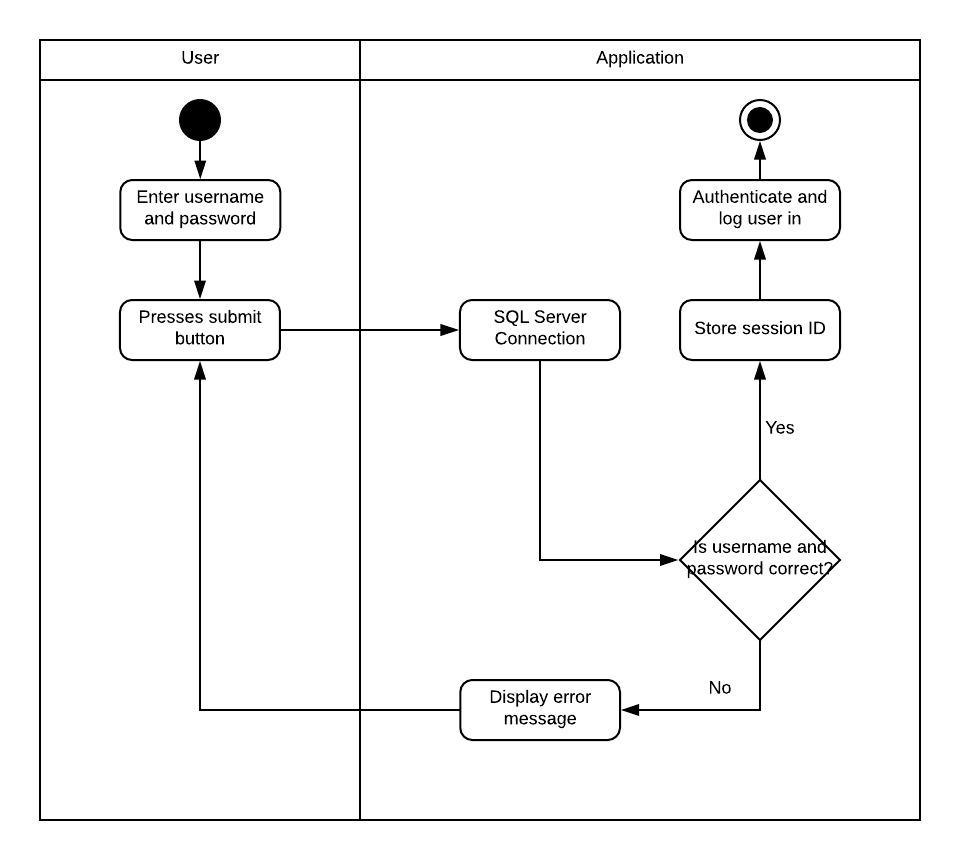 User
Application
Enter username
and password
Authenticate and
log user in
Presses submit
button
SQL Server
Connection
Store session ID
Yes
Is username and
password correct?
No
Display error
message